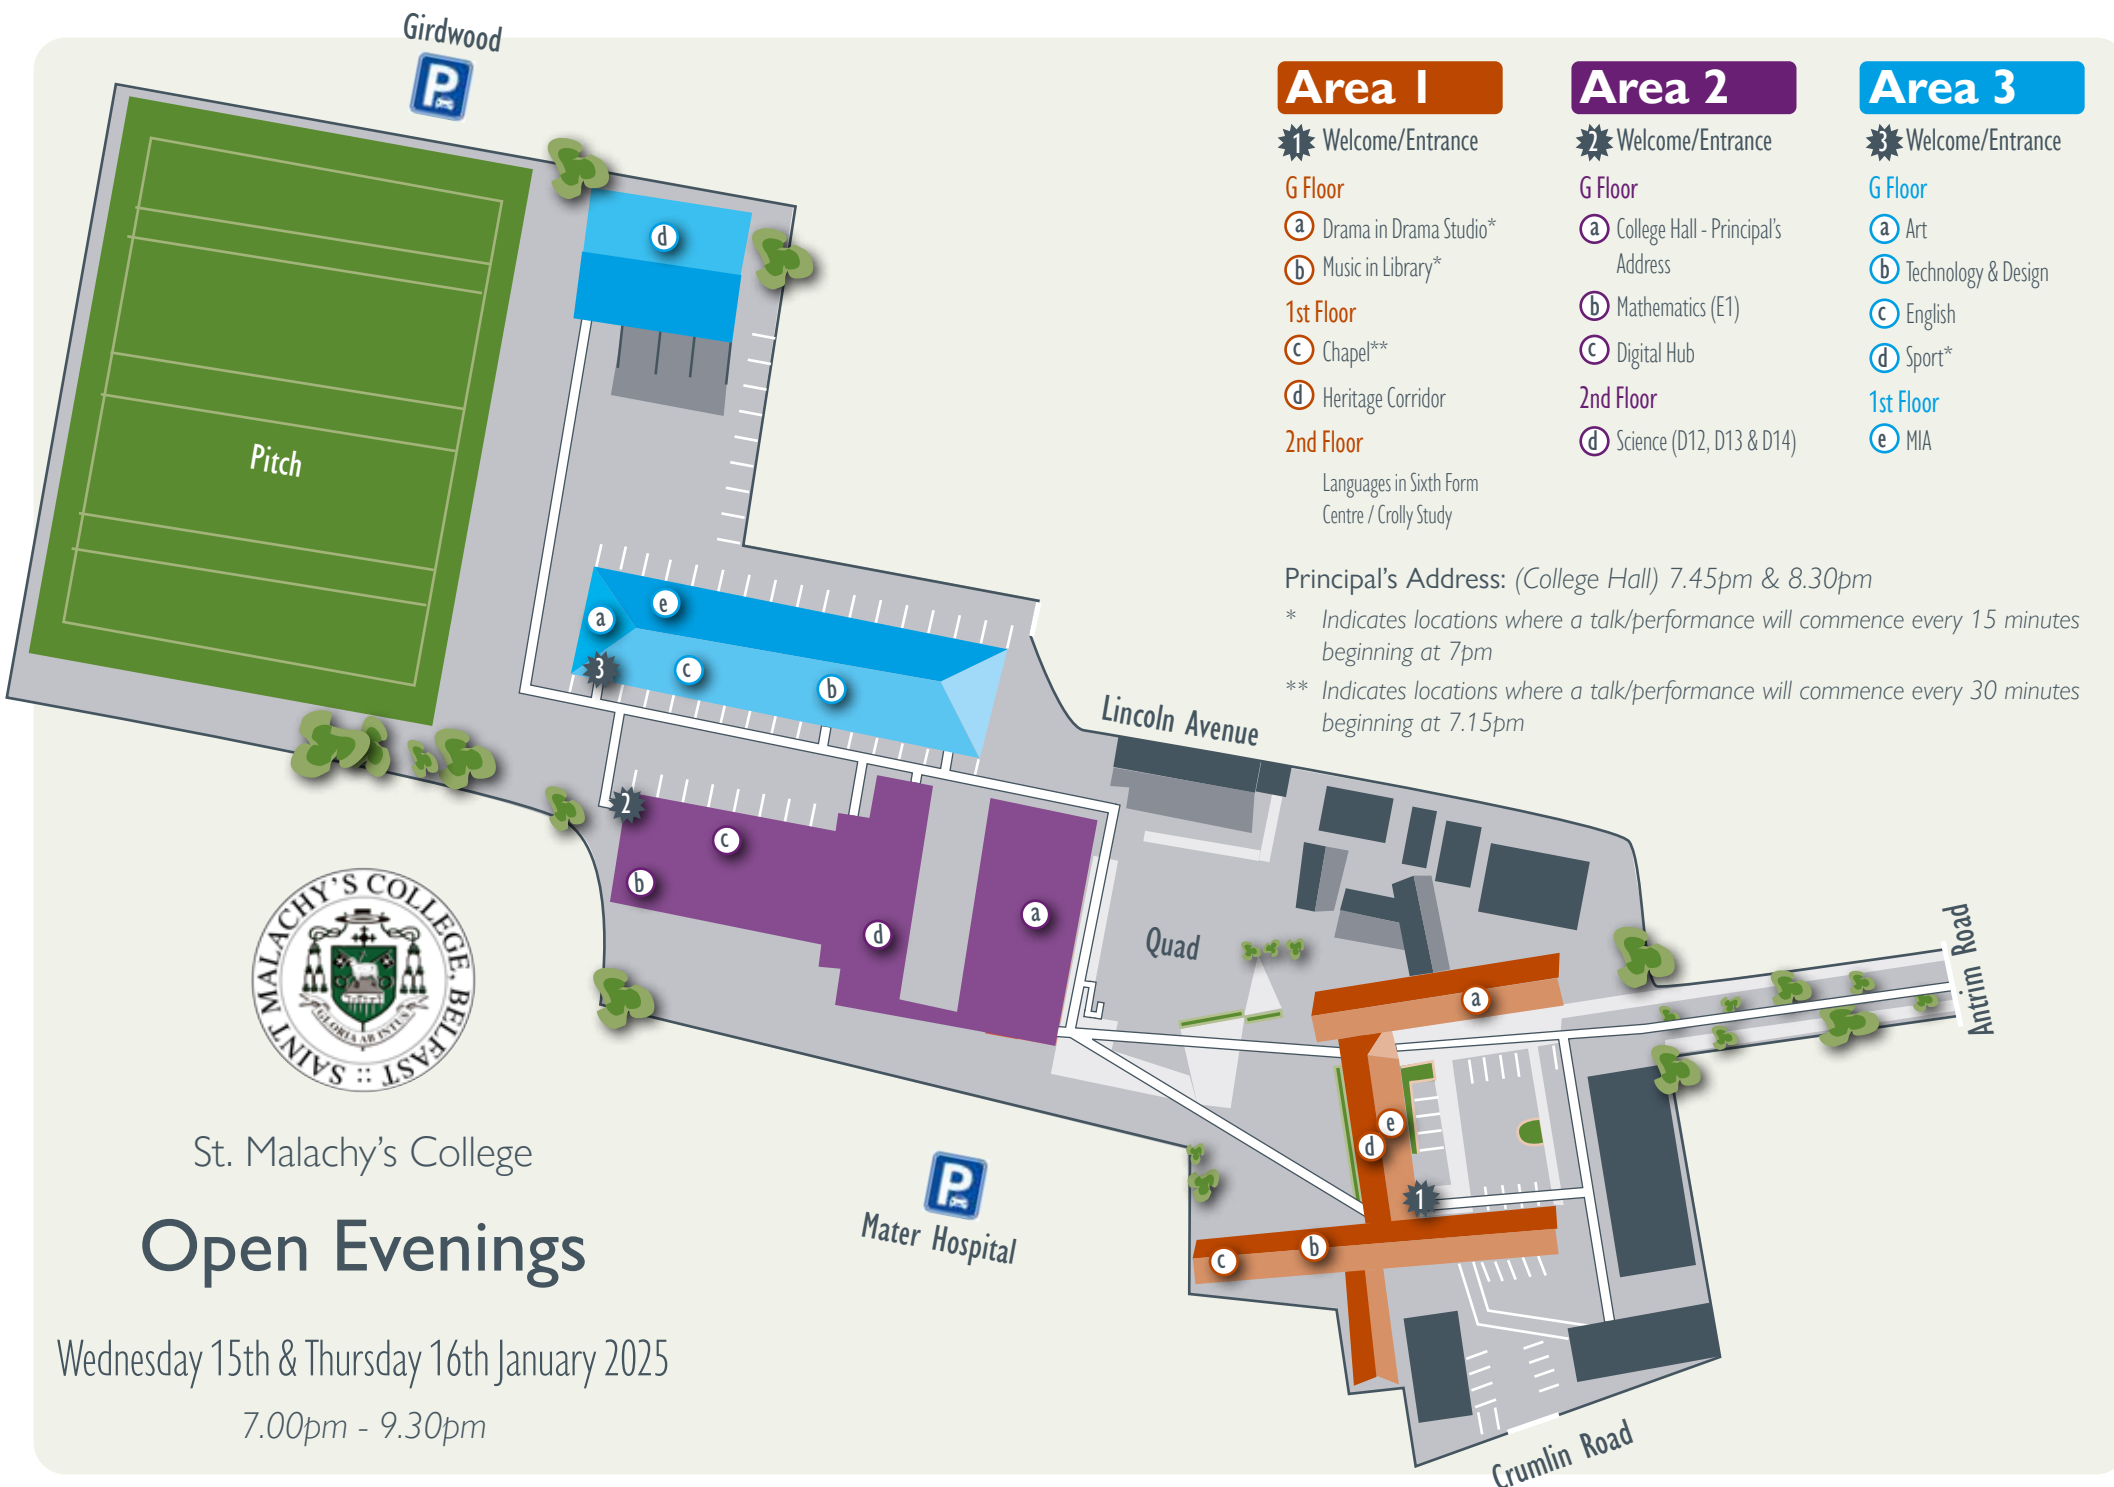 Girdwood
P
Area 1
1 Welcome/Entrance
G Floor
a Drama in Drama Studio*
b Music in Library*
1st Floor
c Chapel**
d Heritage Corridor
2nd Floor
Languages in Sixth Form
Centre / Crolly Study
Area 2
2 Welcome/Entrance
G Floor
a College Hall - Principal's
Address
b Mathematics (E1)
c Digital Hub
2nd Floor
d Science (D12, D13 & D14)
Area 3
3 Welcome/Entrance
G Floor
a Art
b Technology & Design
c English
d Sport*
1st Floor
e MIA
Principal's Address: (College Hall) 7.45pm & 8.30pm
* Indicates locations where a talk/performance will commence every 15 minutes
beginning at 7pm
** Indicates locations where a talk/performance will commence every 30 minutes
beginning at 7.15pm
d
Pitch
e
a
3
c
b
Lincoln Avenue
2
c
b
d
a
Quad
Antrim Road
a
e
d
1
b
c
P
Mater Hospital
Crumlin Road
SAINT MALACHY'S COLLEGE, BELFAST ::
GLORIA AB INTUS
St. Malachy's College
Open Evenings
Wednesday 15th & Thursday 16th January 2025
7.00pm - 9.30pm